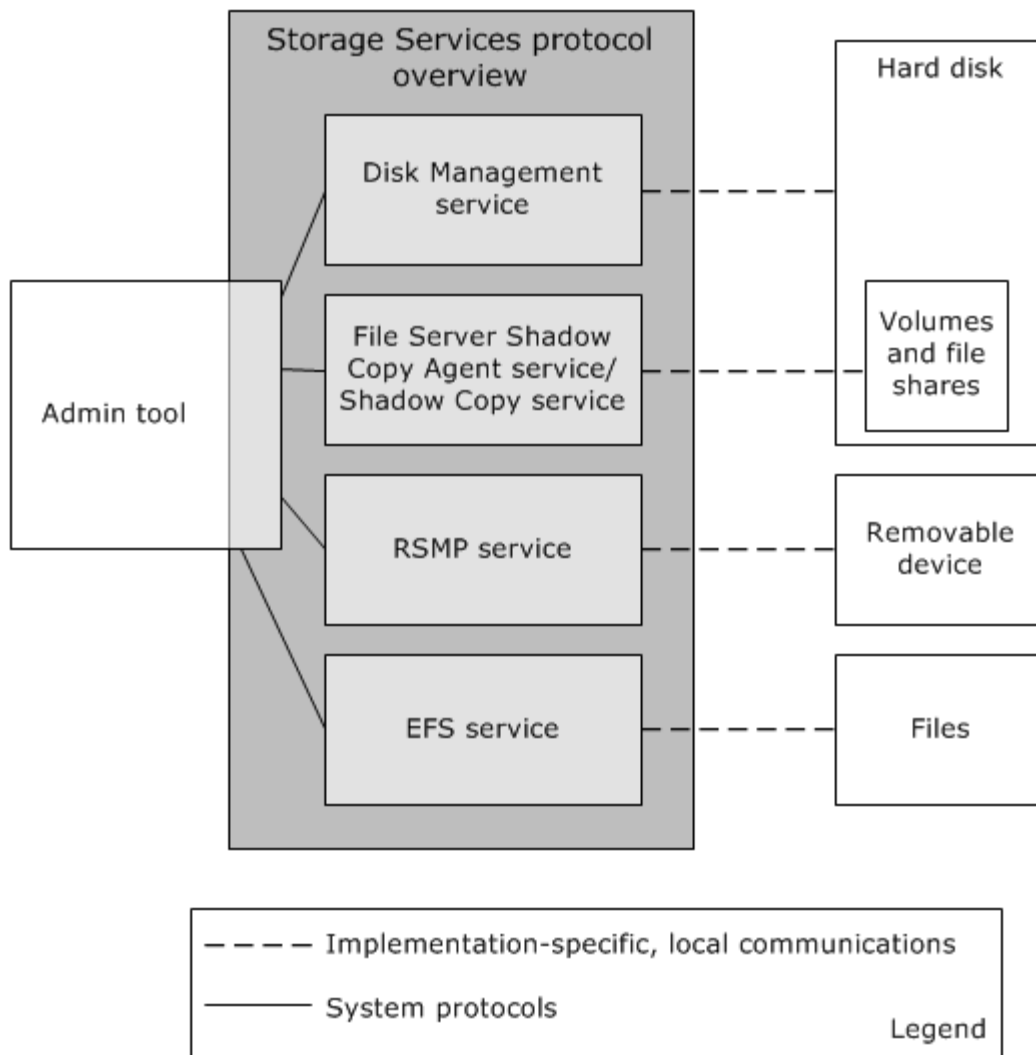 Storage Services protocol
overview
Hard disk
Disk Management
service
Admin tool
File Server Shadow
Copy Agent service/
Shadow Copy service
Volumes
and file
shares
RSMP service
Removable
device
EFS service
Files
Implementation-specific, local communications
System protocols
Legend